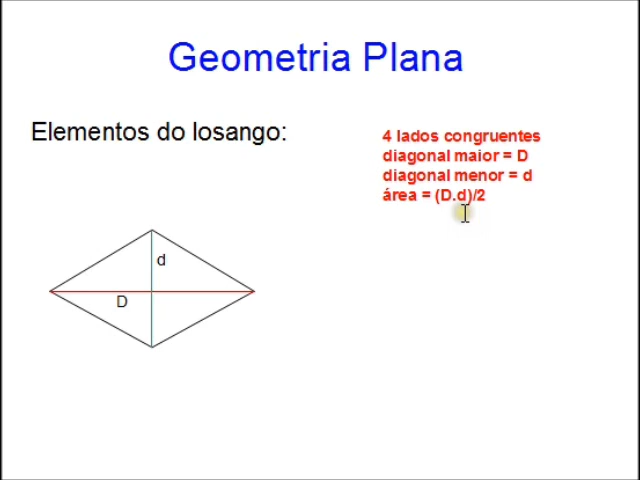 Geometria Plana
Elementos do losango:
4 lados congruentes
diagonal maior = D
diagonal menor = d
área = (D.d)/2
d
D